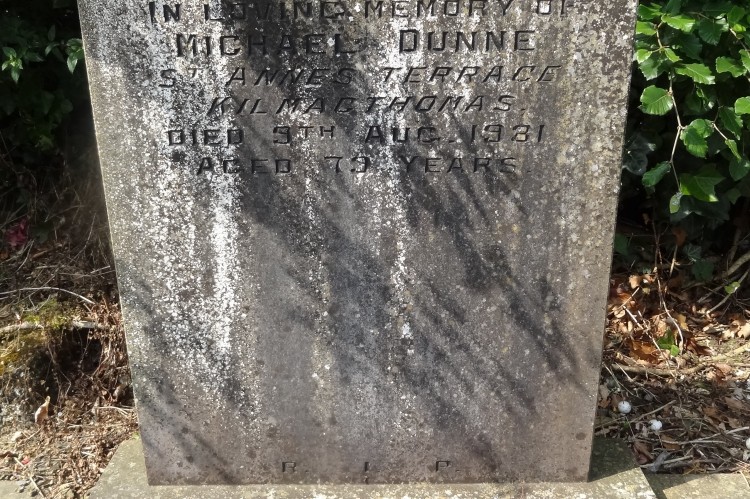 IN LOVING MEMORY OF
MICHAEL DUNNE
ST ANNES TERRACE
KILMACTHOMAS.
DIED 9TH AUG. 1931
AGED 79 YEARS
R. I. P.